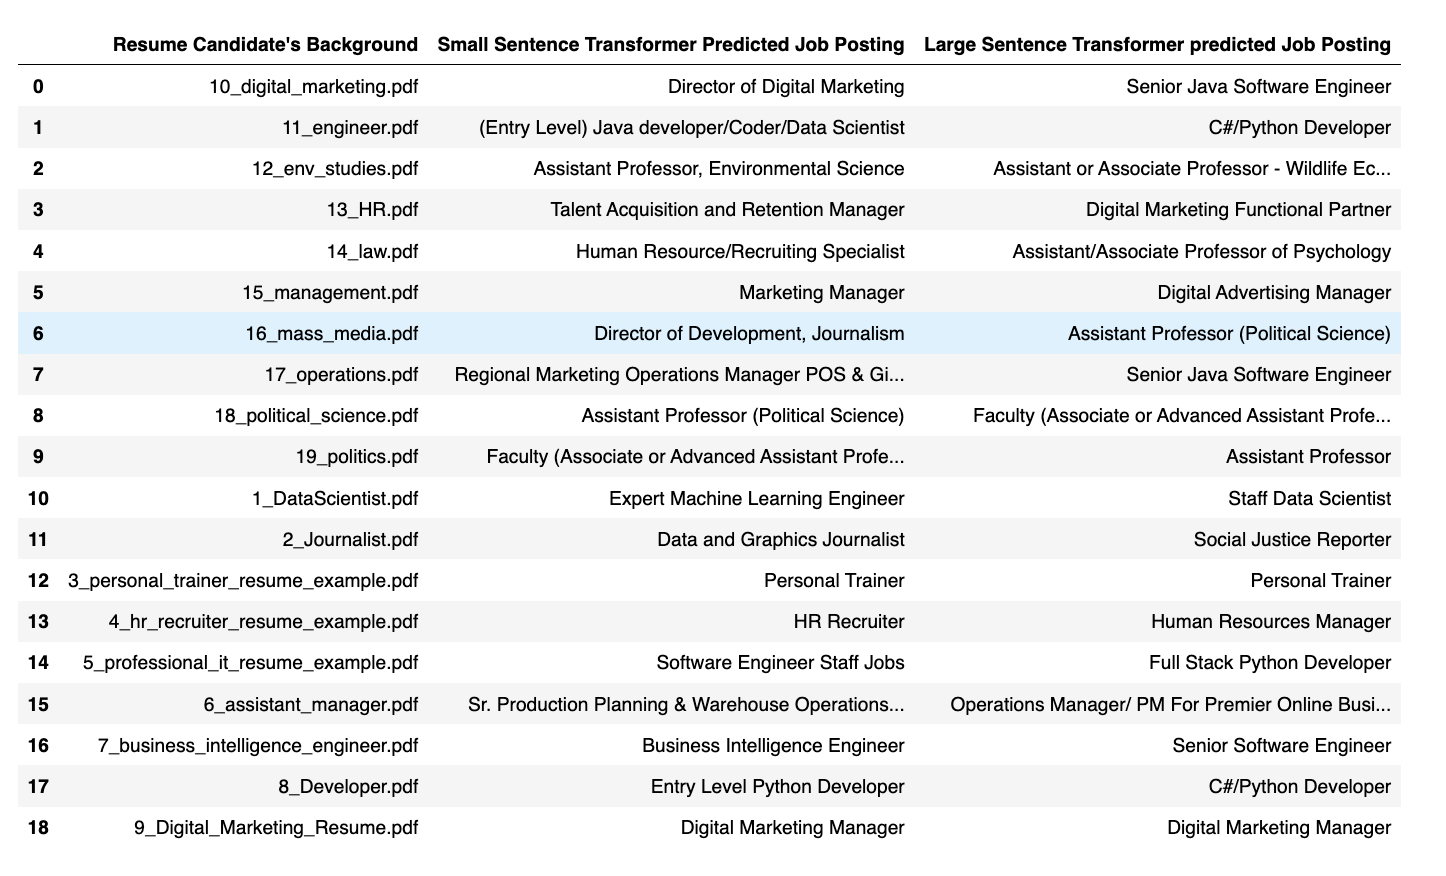 Resume Candidate's Background Small Sentence Transformer Predicted Job Posting Large Sentence Transformer predicted Job Posting
0 10_digital_marketing.pdf Director of Digital Marketing Senior Java Software Engineer
1 11_engineer.pdf (Entry Level) Java developer/Coder/Data Scientist C#/Python Developer
2 12_env_studies.pdf Assistant Professor, Environmental Science Assistant or Associate Professor - Wildlife Ec...
3 13_HR.pdf Talent Acquisition and Retention Manager Digital Marketing Functional Partner
4 14_law.pdf Human Resource/Recruiting Specialist Assistant/Associate Professor of Psychology
5 15_management.pdf Marketing Manager Digital Advertising Manager
6 16_mass_media.pdf Director of Development, Journalism Assistant Professor (Political Science)
7 17_operations.pdf Regional Marketing Operations Manager POS & Gi... Senior Java Software Engineer
8 18_political_science.pdf Assistant Professor (Political Science) Faculty (Associate or Advanced Assistant Profe...
9 19_politics.pdf Faculty (Associate or Advanced Assistant Profe... Assistant Professor
10 1_DataScientist.pdf Expert Machine Learning Engineer Staff Data Scientist
11 2_Journalist.pdf Data and Graphics Journalist Social Justice Reporter
12 3_personal_trainer_resume_example.pdf Personal Trainer Personal Trainer
13 4_hr_recruiter_resume_example.pdf HR Recruiter Human Resources Manager
14 5_professional_it_resume_example.pdf Software Engineer Staff Jobs Full Stack Python Developer
15 6_assistant_manager.pdf Sr. Production Planning & Warehouse Operations... Operations Manager/ PM For Premier Online Busi...
16 7_business_intelligence_engineer.pdf Business Intelligence Engineer Senior Software Engineer
17 8_Developer.pdf Entry Level Python Developer C#/Python Developer
18 9_Digital_Marketing_Resume.pdf Digital Marketing Manager Digital Marketing Manager